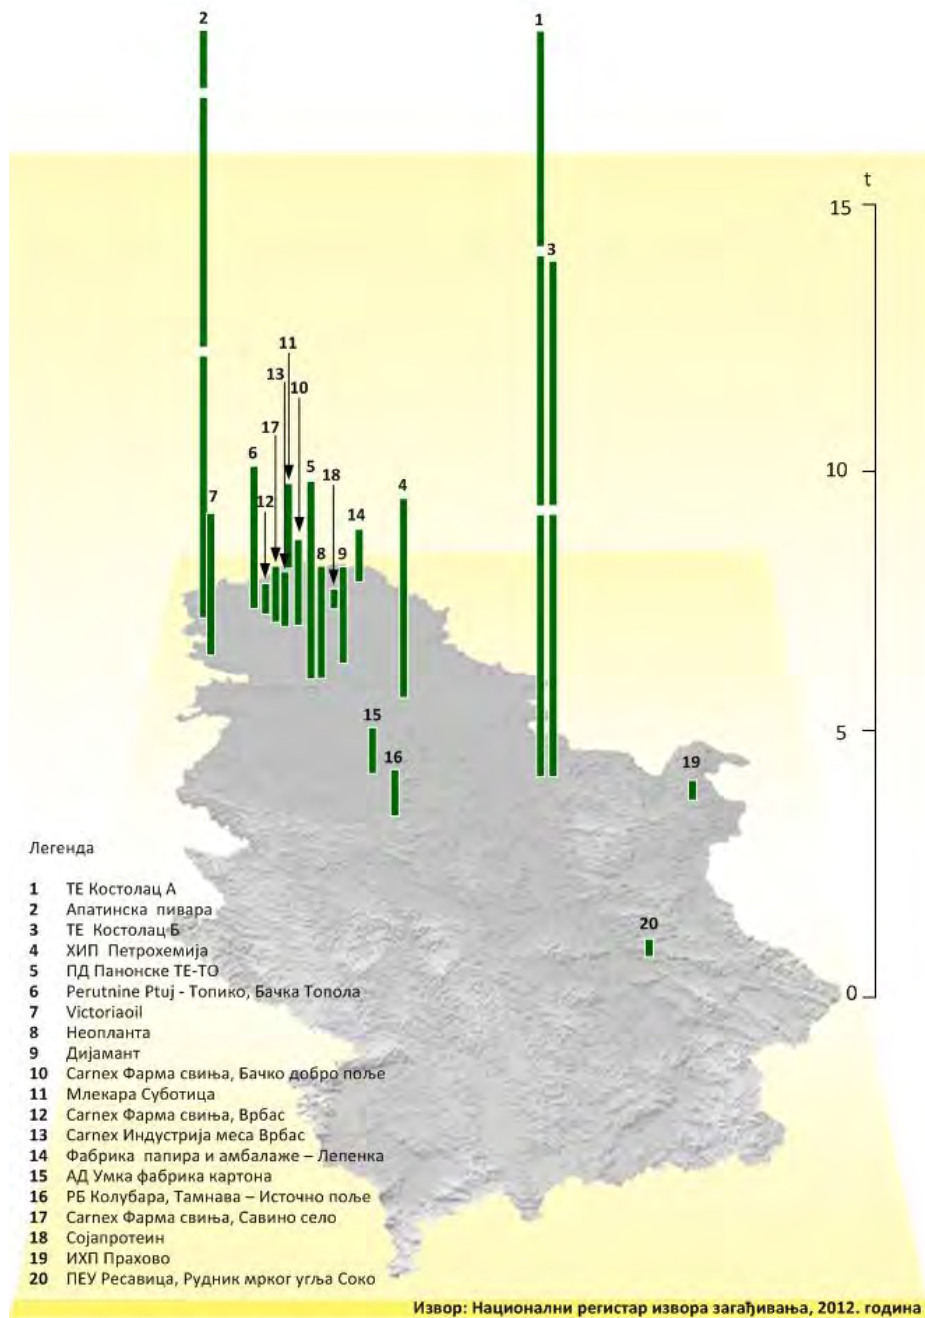 2
1
t
15
3
11
13
10
17
6
5
18
4
12
7
14
8
9
10
15
16
5
19
20
0
Легенда
1 ТЕ Костолац А
2 Апатинска пивара
3 ТЕ Костолац Б
4 ХИП Петрохемија
5 ПД Панонске ТЕ-ТО
6 Perutnine Ptuj - Топико, Бачка Топола
7 Victoriaoil
8 Неопланта
9 Дијамант
10 Carnex Фарма свиња, Бачко добро поље
11 Млекара Суботица
12 Carnex Фарма свиња, Врбас
13 Carnex Индустрија меса Врбас
14 Фабрика папира и амбалаже – Лепенка
15 АД Умка фабрика картона
16 РБ Колубара, Тамнава – Источно поље
17 Carnex Фарма свиња, Савино село
18 Сојапротеин
19 ИХП Прахово
20 ПЕУ Ресавица, Рудник мрког угља Соко
Извор: Национални регистар извора загађивања, 2012. година